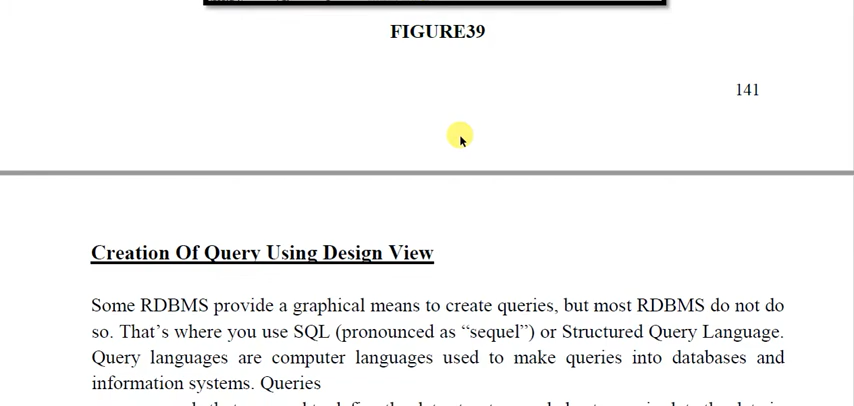 FIGURE39
141
Creation Of Query Using Design View
Some RDBMS provide a graphical means to create queries, but most RDBMS do not do
so. That’s where you use SQL (pronounced as “sequel”) or Structured Query Language.
Query languages are computer languages used to make queries into databases and
information systems. Queries